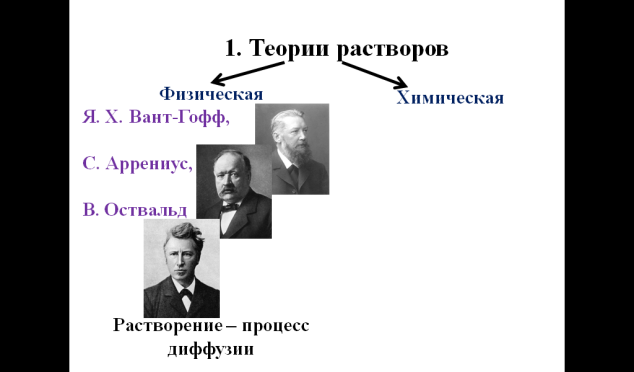 1. Теории растворов
Физическая
Химическая
Я. Х. Вант-Гофф,
С. Аррениус,
В. Оствальд
Растворение – процесс
диффузии